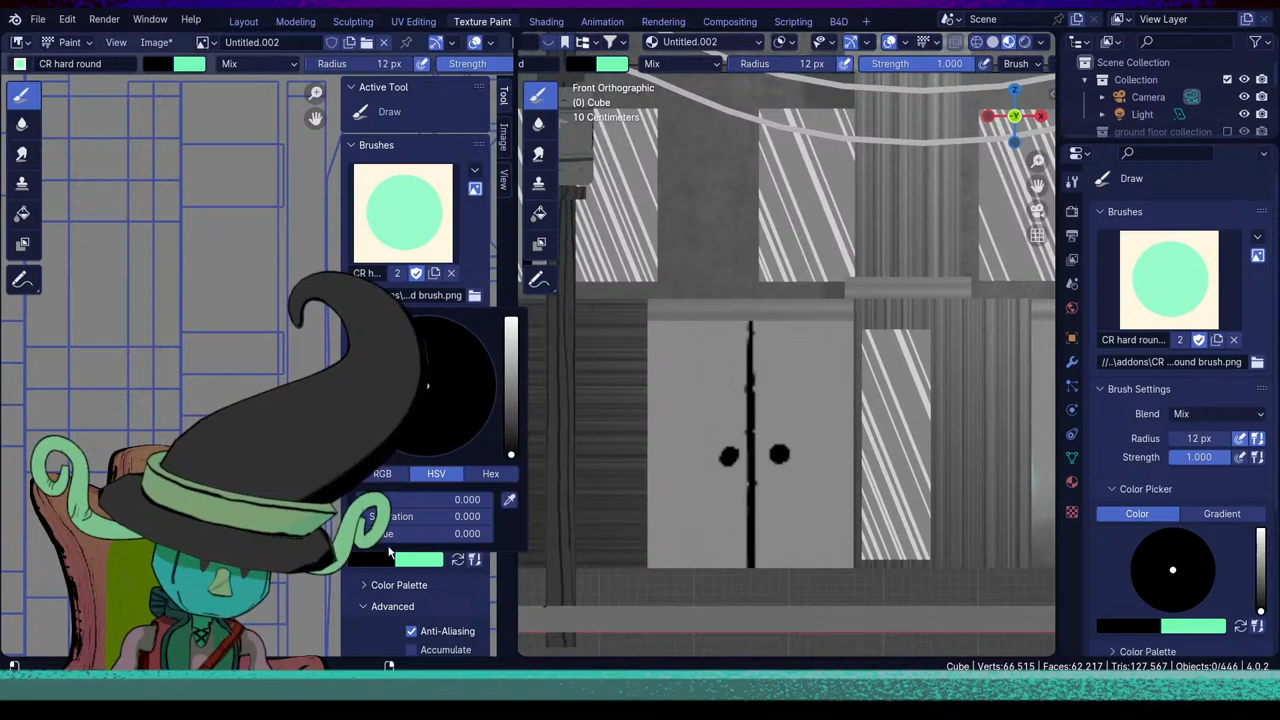 File Edit Render Window Help Layout Modeling Sculpting UV Editing Texture Paint Shading Animation Rendering Compositing Scripting B4D + Scene View Layer
Paint View Image* Untitled.002 Untitled.002
CR hard round Mix Radius 12 px Strength d Mix Radius 12 px Strength 1.000 Brush
Scene Collection
Collection
Camera
Light
ground floor collection
Active Tool
Draw
Brushes
CR h... 2
\n...d brush.png
Tool
Image
View
RGB HSV Hex
0.000
0.000
0.000
Color Palette
Advanced
Anti-Aliasing
Accumulate
Front Orthographic
(0) Cube
10 Centimeters
Z
X
-Y
Draw
Brushes
CR hard roun... 2
//..\addons\CR ...ound brush.png
Brush Settings
Blend Mix
Radius 12 px
Strength 1.000
Color Picker
Color Gradient
Color Palette
Cube | Verts:66,515 | Faces:62,217 | Tris:127,567 | Objects:0/446 | 4.0.2